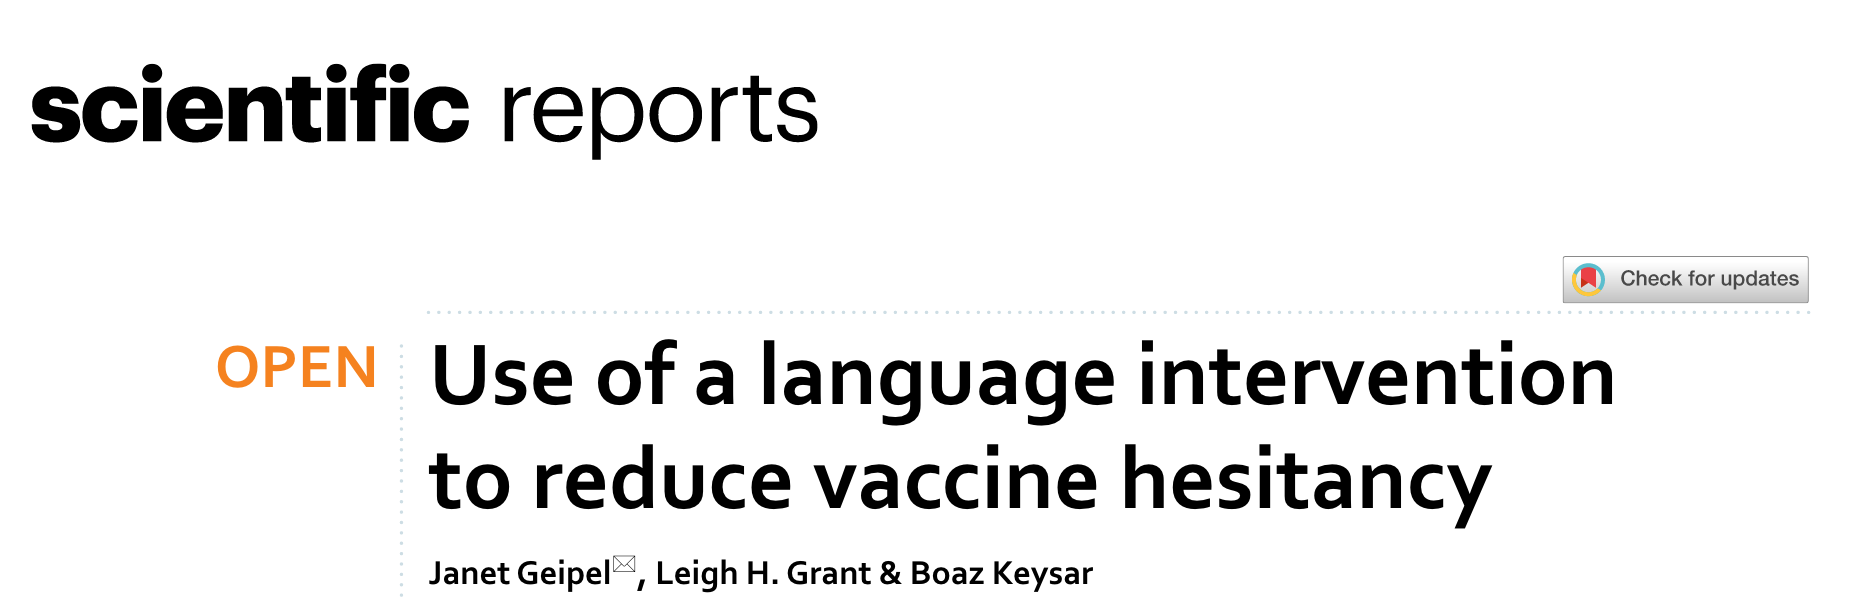 scientific reports
Check for updates
OPEN
Use of a language intervention
to reduce vaccine hesitancy
Janet Geipel, Leigh H. Grant & Boaz Keysar